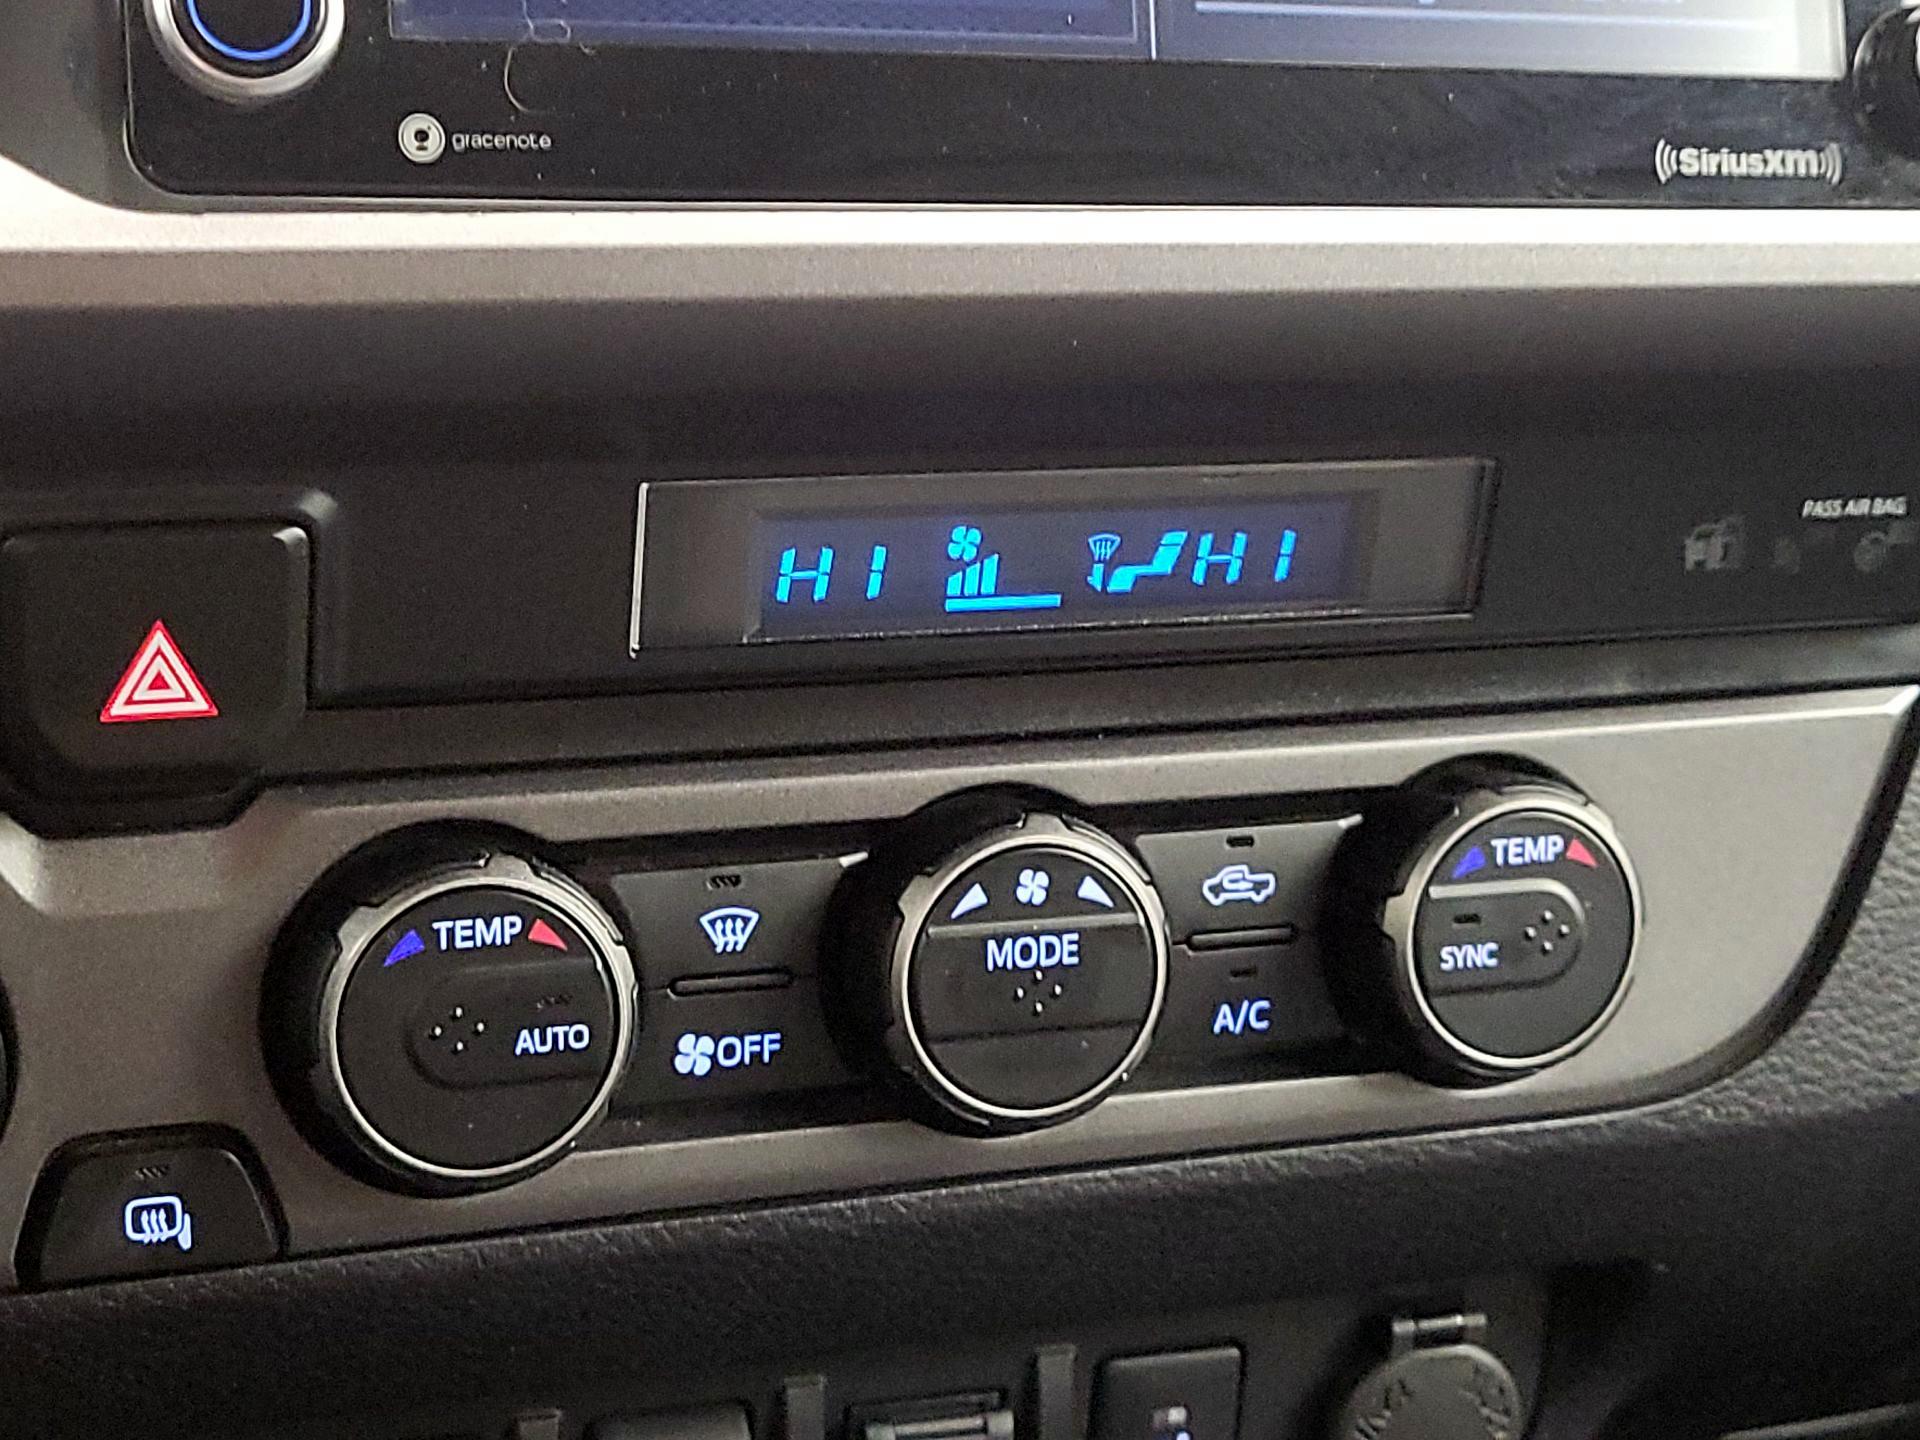 gracenote
((SiriusXM))
PASS AIR BAG
HI HI
TEMP
AUTO
OFF
MODE
A/C
TEMP
SYNC